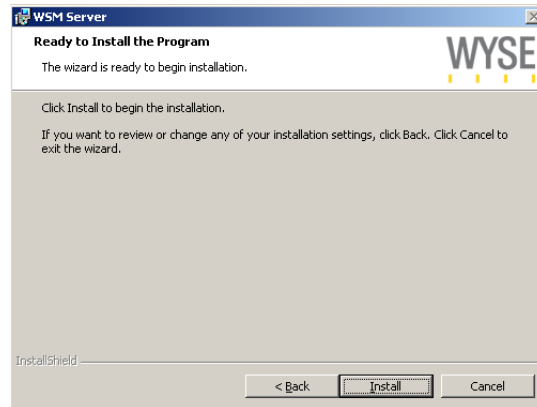 WSM Server
Ready to Install the Program
The wizard is ready to begin installation.
WYSE
Click Install to begin the installation.
If you want to review or change any of your installation settings, click Back. Click Cancel to
exit the wizard.
InstallShield
< Back
Install
Cancel